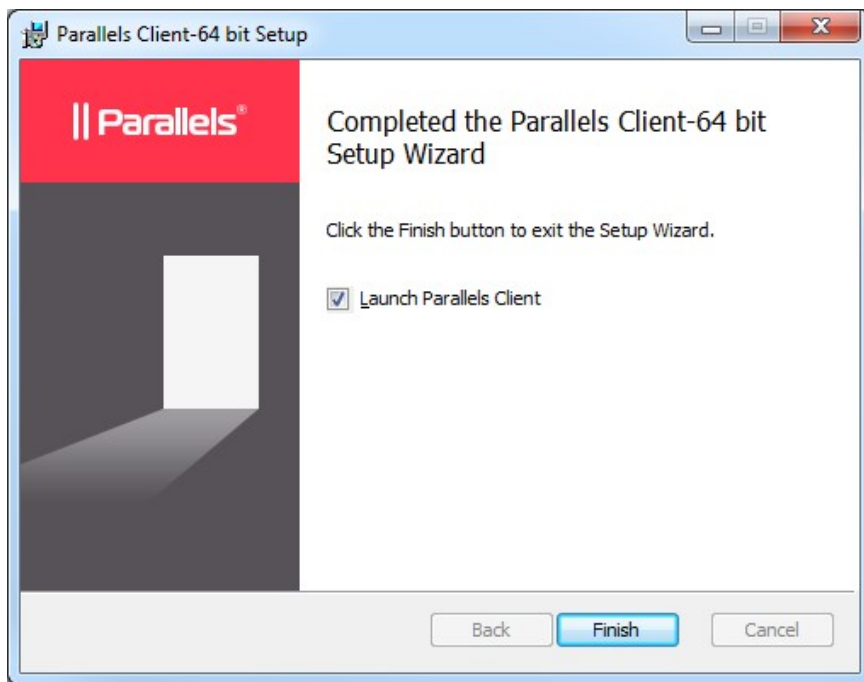 Parallels Client-64 bit Setup
Parallels®
Completed the Parallels Client-64 bit
Setup Wizard
Click the Finish button to exit the Setup Wizard.
Launch Parallels Client
Back Finish Cancel